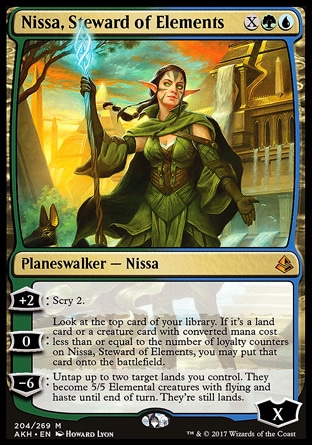 Nissa, Steward of Elements X
Planeswalker — Nissa
+2 : Scry 2.
Look at the top card of your library. If it's a land
card or a creature card with converted mana cost
0 : less than or equal to the number of loyalty counters
on Nissa, Steward of Elements, you may put that
card onto the battlefield.
-6 : Untap up to two target lands you control. They
become 5/5 Elemental creatures with flying and
haste until end of turn. They're still lands.
X
204/269 M
AKH • EN Howard Lyon
™ & © 2017 Wizards of the Coast